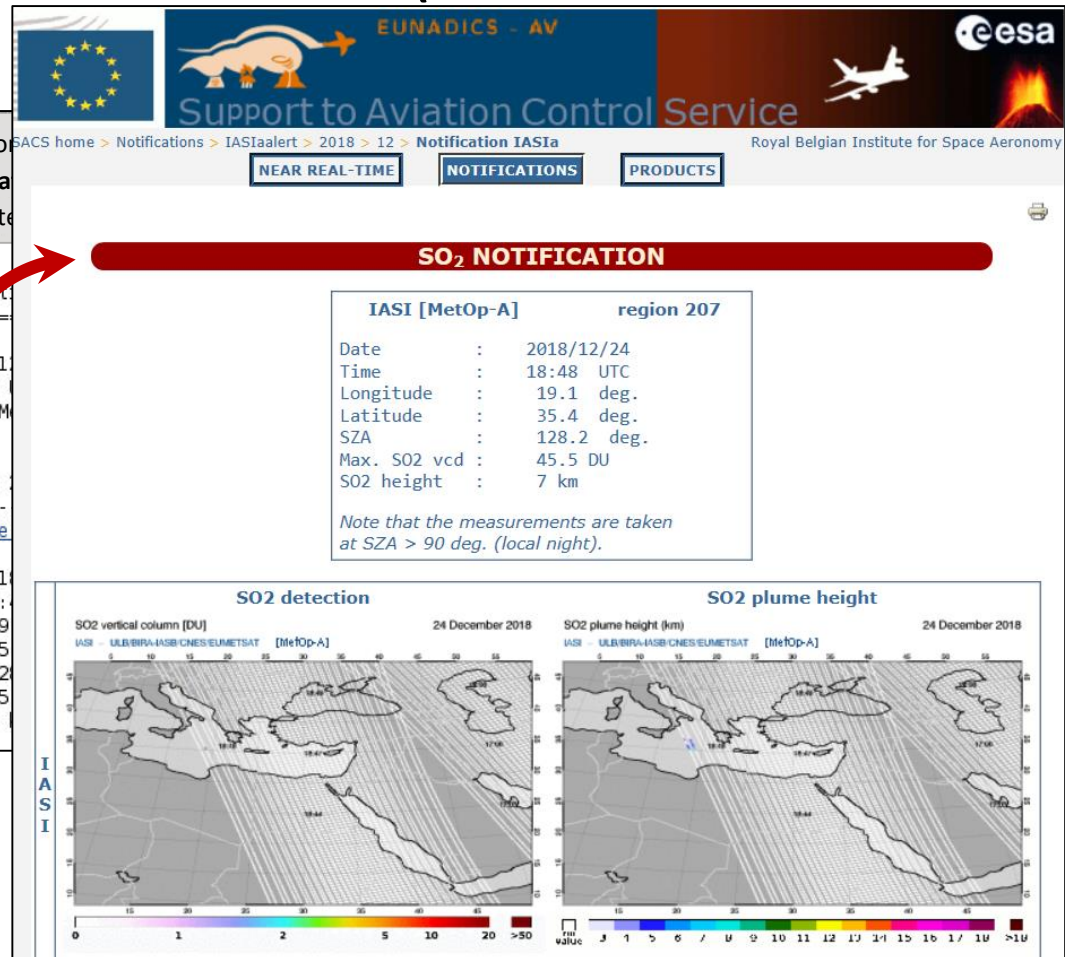 EUNADICS - AV
esa
Support to Aviation Control Service
SACS home > Notifications > IASIaalert > 2018 > 12 > Notification IASIa
Royal Belgian Institute for Space Aeronomy
NEAR REAL-TIME NOTIFICATIONS PRODUCTS
SO₂ NOTIFICATION
IASI [MetOp-A] region 207
Date : 2018/12/24
Time : 18:48 UTC
Longitude : 19.1 deg.
Latitude : 35.4 deg.
SZA : 128.2 deg.
Max. SO2 vcd : 45.5 DU
SO2 height : 7 km
Note that the measurements are taken
at SZA > 90 deg. (local night).
IASI
SO2 detection
SO2 vertical column [DU] 24 December 2018
IASI - ULB/BIRA-IASB/CNES/EUMETSAT [MetOp-A]
0 1 2 5 10 20 >50
SO2 plume height
SO2 plume height (km) 24 December 2018
IASI - ULB/BIRA-IASB/CNES/EUMETSAT [MetOp-A]